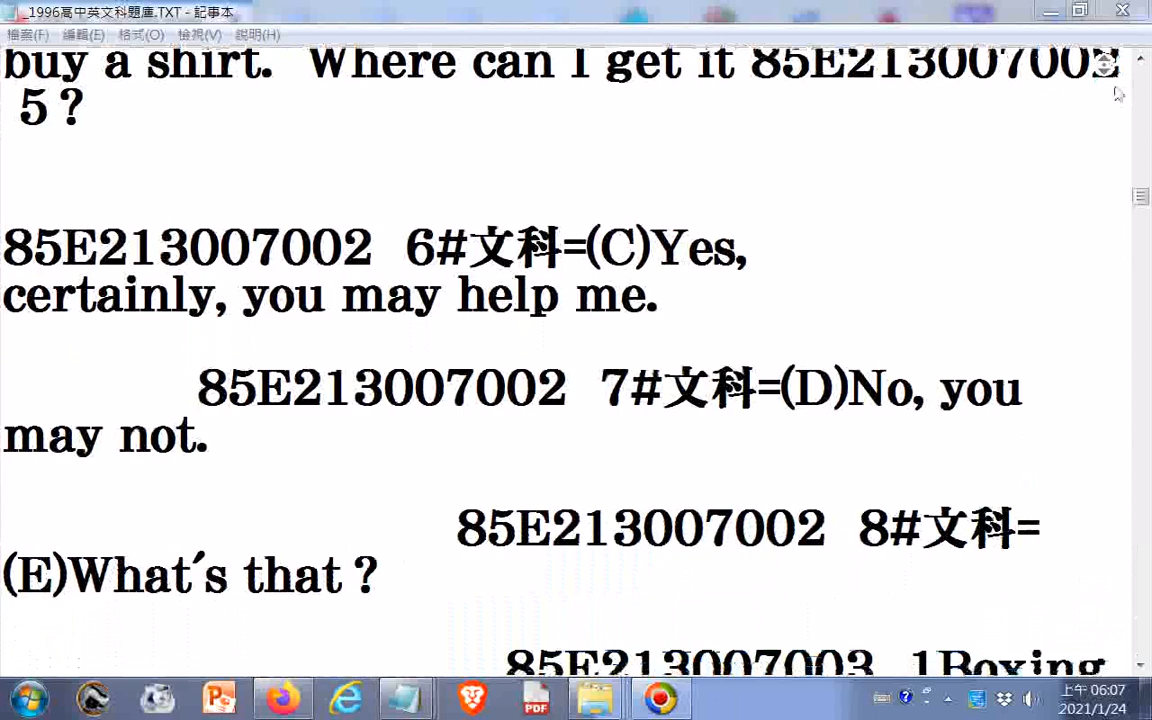 _1996高中英文科題庫.TXT - 記事本
檔案(F) 編輯(E) 格式(O) 檢視(V) 說明(H)
buy a shirt.  Where can I get it 85E213007002
5？
85E213007002  6#文科=(C)Yes,
certainly, you may help me.
85E213007002  7#文科=(D)No, you
may not.
85E213007002  8#文科=
(E)What's that？
85E213007003  1Boxing
PDF
上午 06:07
2021/1/24